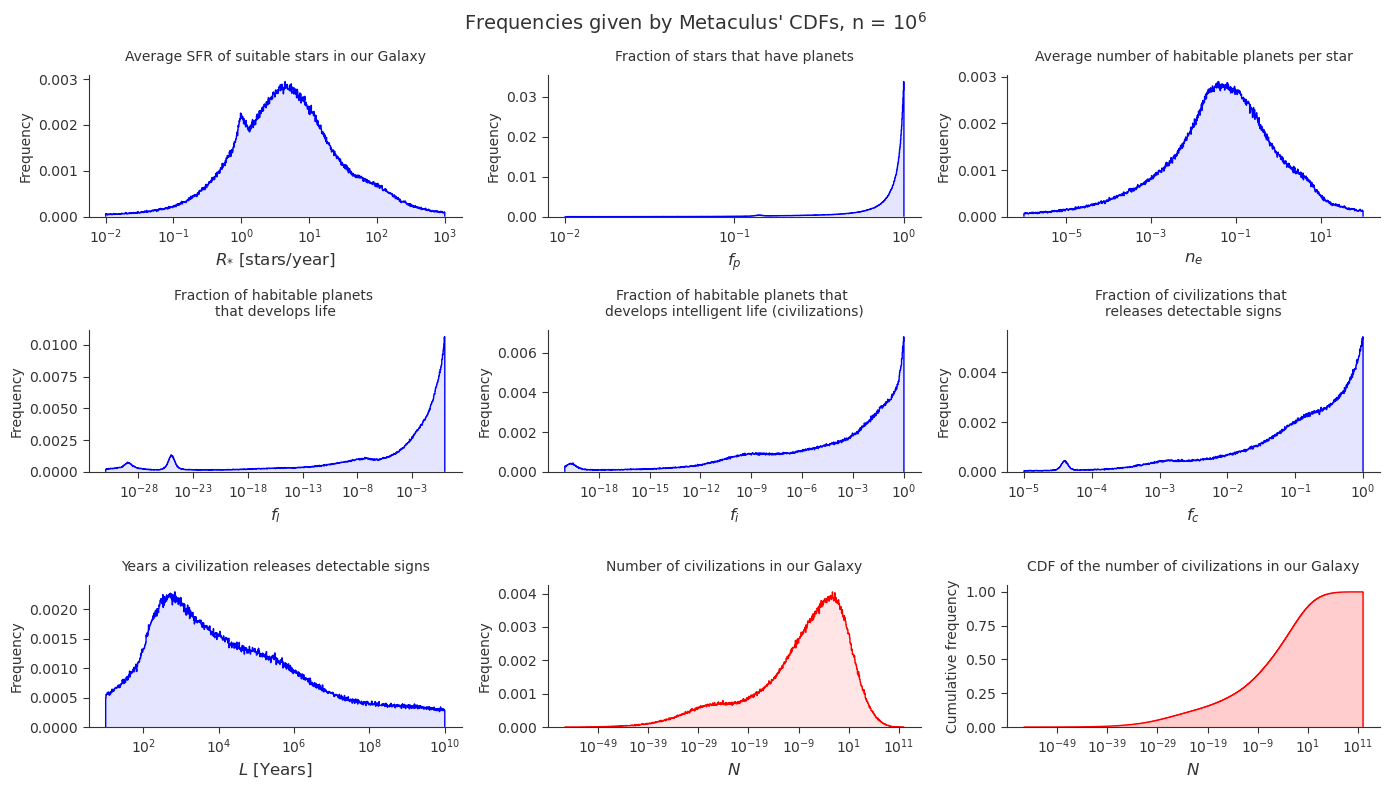 Frequencies given by Metaculus' CDFs, n = 10⁶
Average SFR of suitable stars in our Galaxy
Frequency
0.003
0.002
0.001
0.000
10⁻² 10⁻¹ 10⁰ 10¹ 10² 10³
R* [stars/year]
Fraction of stars that have planets
Frequency
0.03
0.02
0.01
0.00
10⁻² 10⁻¹ 10⁰
fₚ
Average number of habitable planets per star
Frequency
0.003
0.002
0.001
0.000
10⁻⁵ 10⁻³ 10⁻¹ 10¹
nₑ
Fraction of habitable planets
that develops life
Frequency
0.0100
0.0075
0.0050
0.0025
0.0000
10⁻²⁸ 10⁻²³ 10⁻¹⁸ 10⁻¹³ 10⁻⁸ 10⁻³
fₗ
Fraction of habitable planets that
develops intelligent life (civilizations)
Frequency
0.006
0.004
0.002
0.000
10⁻¹⁸ 10⁻¹⁵ 10⁻¹² 10⁻⁹ 10⁻⁶ 10⁻³ 10⁰
fᵢ
Fraction of civilizations that
releases detectable signs
Frequency
0.004
0.002
0.000
10⁻⁵ 10⁻⁴ 10⁻³ 10⁻² 10⁻¹ 10⁰
f_c
Years a civilization releases detectable signs
Frequency
0.0020
0.0015
0.0010
0.0005
0.0000
10² 10⁴ 10⁶ 10⁸ 10¹⁰
L [Years]
Number of civilizations in our Galaxy
Frequency
0.004
0.003
0.002
0.001
0.000
10⁻⁴⁹ 10⁻³⁹ 10⁻²⁹ 10⁻¹⁹ 10⁻⁹ 10¹ 10¹¹
N
CDF of the number of civilizations in our Galaxy
Cumulative frequency
1.00
0.75
0.50
0.25
0.00
10⁻⁴⁹ 10⁻³⁹ 10⁻²⁹ 10⁻¹⁹ 10⁻⁹ 10¹ 10¹¹
N